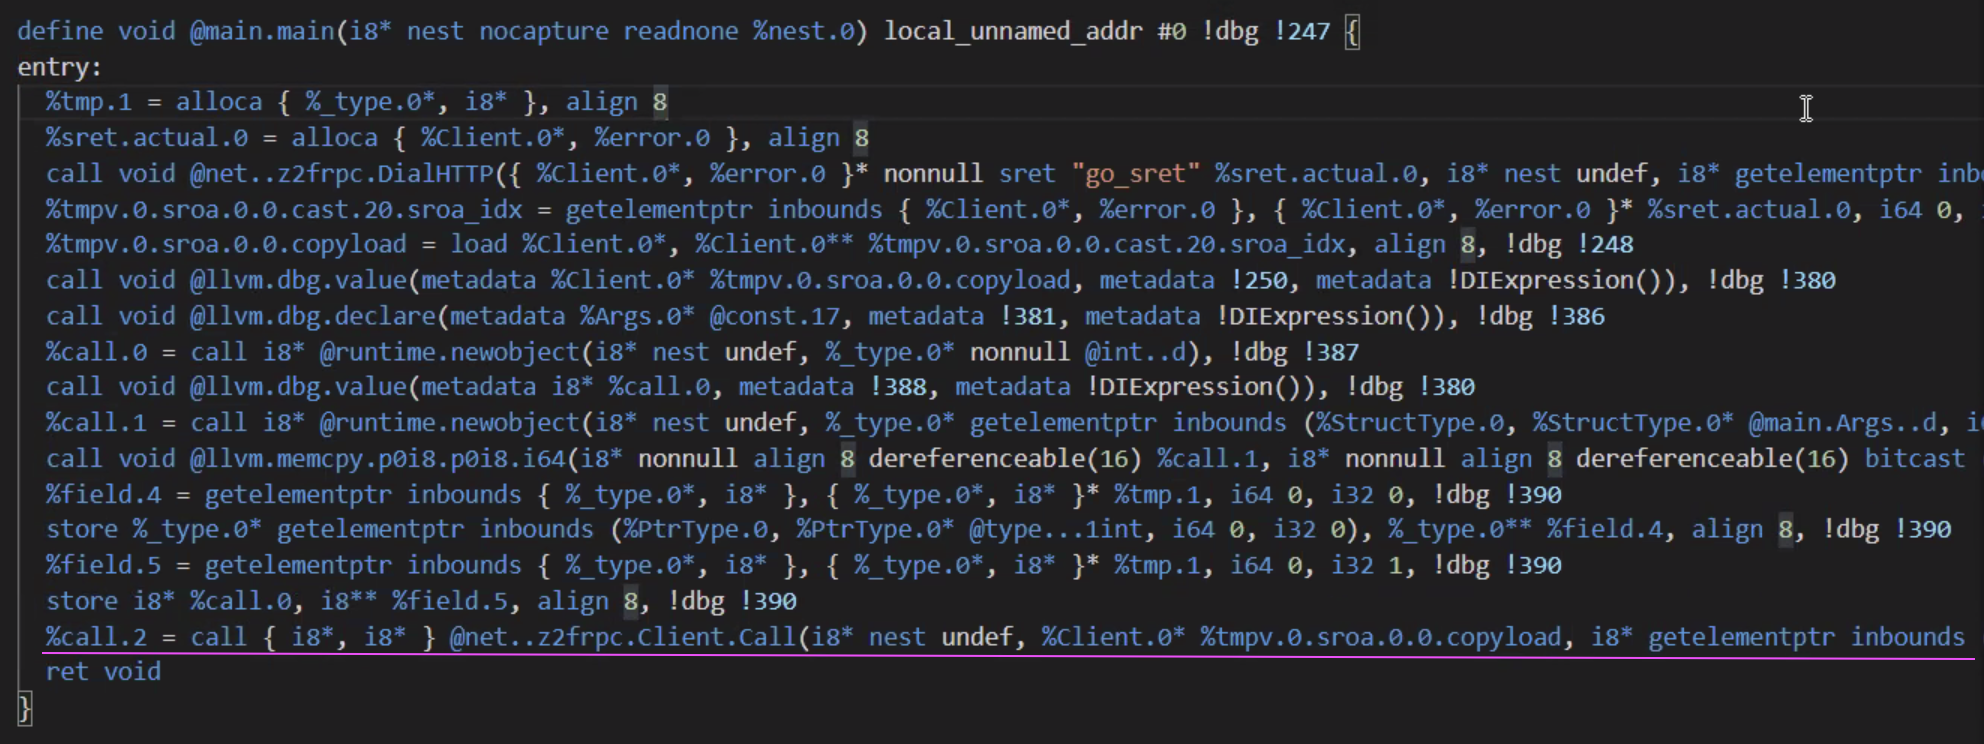 define void @main.main(i8* nest nocapture readnone %nest.0) local_unnamed_addr #0 !dbg !247 {
entry:
%tmp.1 = alloca { %_type.0*, i8* }, align 8
%sret.actual.0 = alloca { %Client.0*, %error.0 }, align 8
call void @net..z2frpc.DialHTTP({ %Client.0*, %error.0 }* nonnull sret "go_sret" %sret.actual.0, i8* nest undef, i8* getelementptr
%tmpv.0.sroa.0.0.cast.20.sroa_idx = getelementptr inbounds { %Client.0*, %error.0 }, { %Client.0*, %error.0 }* %sret.actual.0, i64 0,
%tmpv.0.sroa.0.0.copyload = load %Client.0*, %Client.0** %tmpv.0.sroa.0.0.cast.20.sroa_idx, align 8, !dbg !248
call void @llvm.dbg.value(metadata %Client.0* %tmpv.0.sroa.0.0.copyload, metadata !250, metadata !DIExpression()), !dbg !380
call void @llvm.dbg.declare(metadata %Args.0* @const.17, metadata !381, metadata !DIExpression()), !dbg !386
%call.0 = call i8* @runtime.newobject(i8* nest undef, %_type.0* nonnull @int..d), !dbg !387
call void @llvm.dbg.value(metadata i8* %call.0, metadata !388, metadata !DIExpression()), !dbg !380
%call.1 = call i8* @runtime.newobject(i8* nest undef, %_type.0* getelementptr inbounds (%StructType.0, %StructType.0* @main.Args..d,
call void @llvm.memcpy.p0i8.p0i8.i64(i8* nonnull align 8 dereferenceable(16) %call.1, i8* nonnull align 8 dereferenceable(16) bitcast
%field.4 = getelementptr inbounds { %_type.0*, i8* }, { %_type.0*, i8* }* %tmp.1, i64 0, i32 0, !dbg !390
store %_type.0* getelementptr inbounds (%PtrType.0, %PtrType.0* @type...1int, i64 0, i32 0), %_type.0** %field.4, align 8, !dbg !390
%field.5 = getelementptr inbounds { %_type.0*, i8* }, { %_type.0*, i8* }* %tmp.1, i64 0, i32 1, !dbg !390
store i8* %call.0, i8** %field.5, align 8, !dbg !390
%call.2 = call { i8*, i8* } @net..z2frpc.Client.Call(i8* nest undef, %Client.0* %tmpv.0.sroa.0.0.copyload, i8* getelementptr inbounds
ret void
}